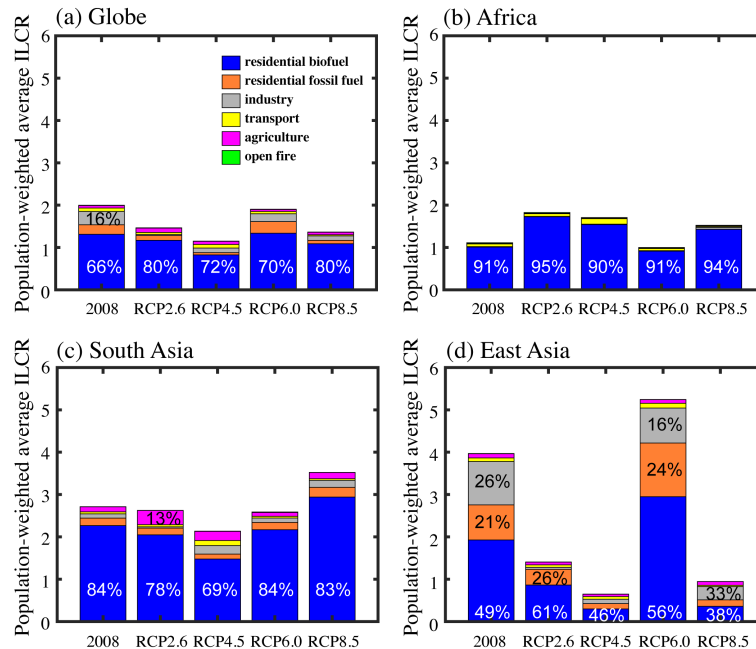 (a) Globe
Population-weighted average ILCR
6
5
4
3
2
1
0
residential biofuel
residential fossil fuel
industry
transport
agriculture
open fire
16%
66% 80% 72% 70% 80%
2008 RCP2.6 RCP4.5 RCP6.0 RCP8.5
(b) Africa
Population-weighted average ILCR
6
5
4
3
2
1
0
91% 95% 90% 91% 94%
2008 RCP2.6 RCP4.5 RCP6.0 RCP8.5
(c) South Asia
Population-weighted average ILCR
6
5
4
3
2
1
0
13%
84% 78% 69% 84% 83%
2008 RCP2.6 RCP4.5 RCP6.0 RCP8.5
(d) East Asia
Population-weighted average ILCR
6
5
4
3
2
1
0
16%
26% 24%
21% 26% 33%
49% 61% 46% 56% 38%
2008 RCP2.6 RCP4.5 RCP6.0 RCP8.5